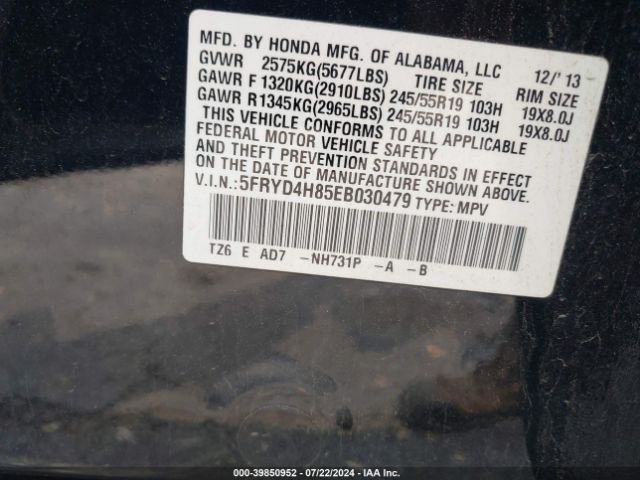 MFD. BY HONDA MFG. OF ALABAMA, LLC 12/'13
GVWR 2575KG(5677LBS) TIRE SIZE RIM SIZE
GAWR F 1320KG(2910LBS) 245/55R19 103H 19X8.0J
GAWR R 1345KG(2965LBS) 245/55R19 103H 19X8.0J
THIS VEHICLE CONFORMS TO ALL APPLICABLE
FEDERAL MOTOR VEHICLE SAFETY
AND THEFT PREVENTION STANDARDS IN EFFECT
ON THE DATE OF MANUFACTURE SHOWN ABOVE.
V.I.N.:5FRYD4H85EB030479 TYPE: MPV
TZ6 E AD7 -NH731P -A -B
000-39850952 / 07/22/2024 / IAA Inc.